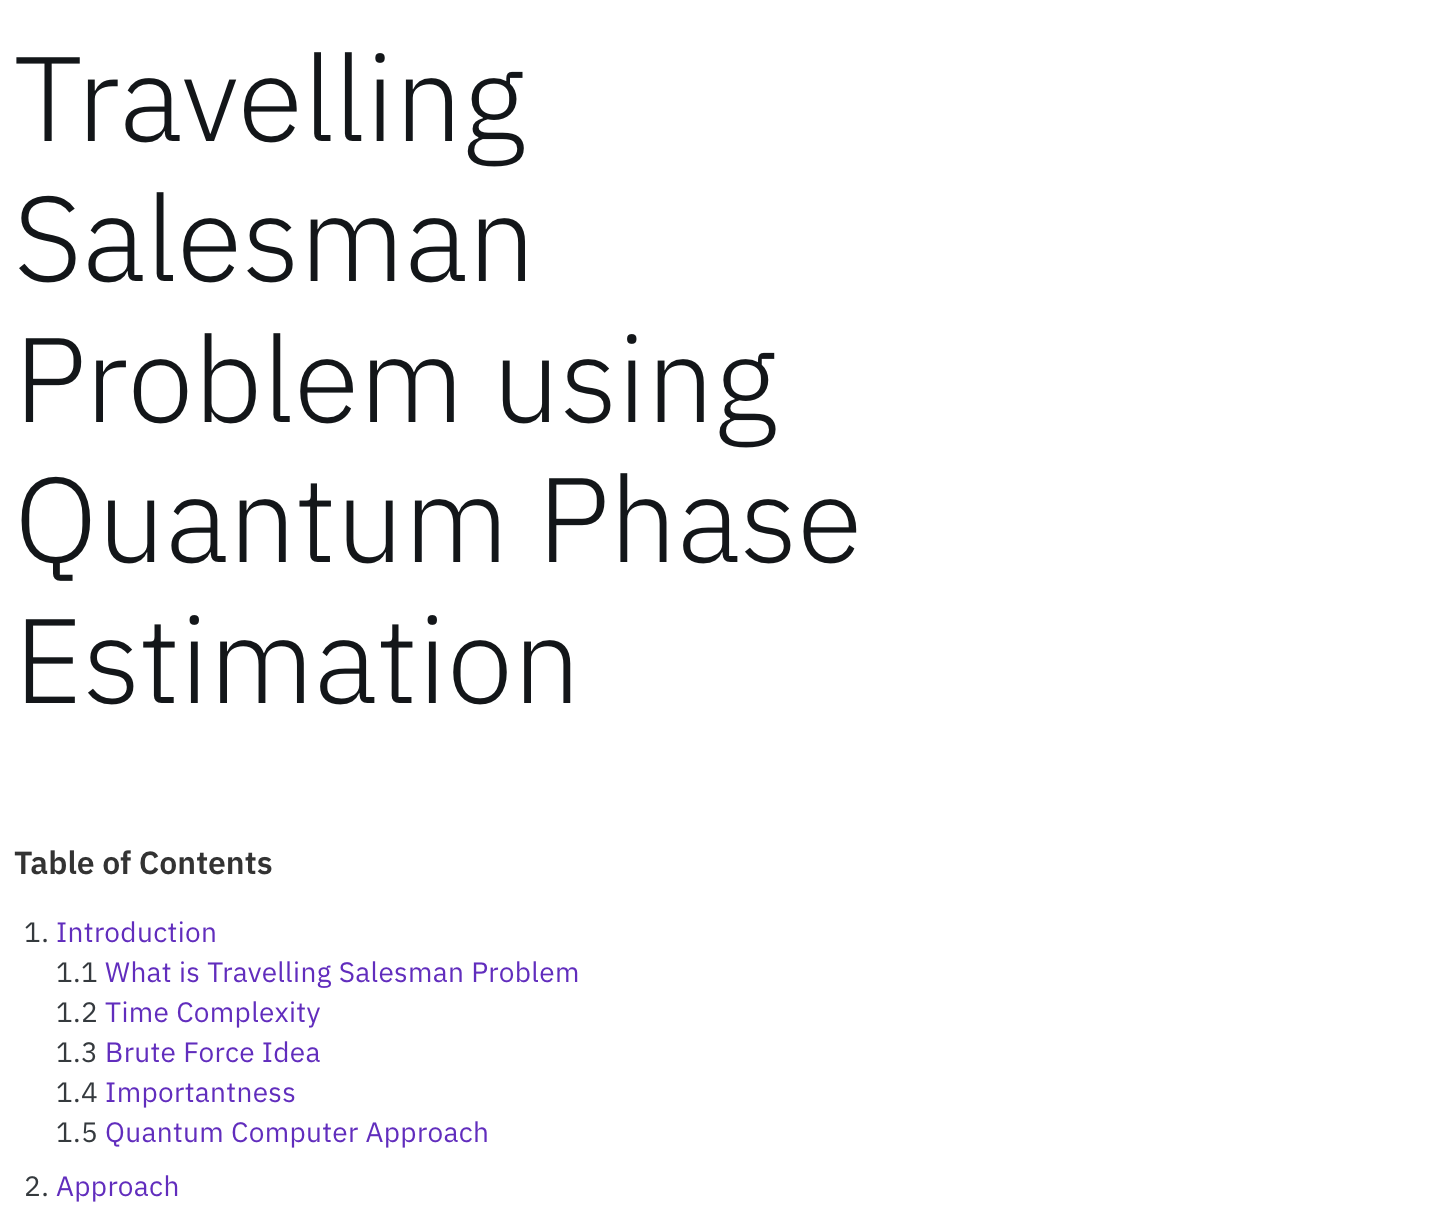 Travelling
Salesman
Problem using
Quantum Phase
Estimation
Table of Contents
1. Introduction
1.1 What is Travelling Salesman Problem
1.2 Time Complexity
1.3 Brute Force Idea
1.4 Importantness
1.5 Quantum Computer Approach
2. Approach